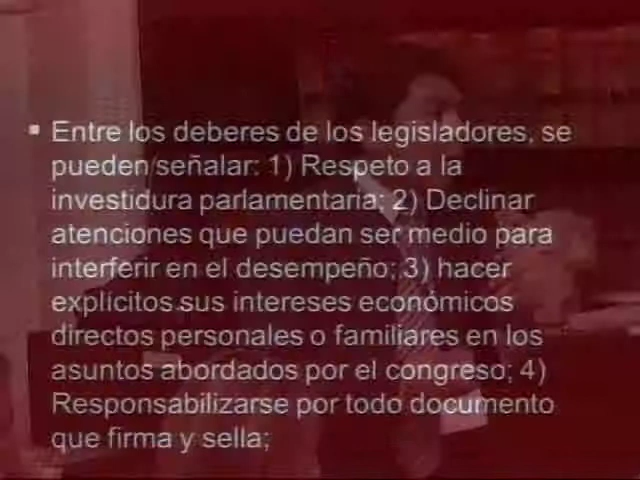 ▪ Entre los deberes de los legisladores, se
pueden señalar: 1) Respeto a la
investidura parlamentaria; 2) Declinar
atenciones que puedan ser medio para
interferir en el desempeño; 3) hacer
explícitos sus intereses económicos
directos personales o familiares en los
asuntos abordados por el congreso; 4)
Responsabilizarse por todo documento
que firma y sella;